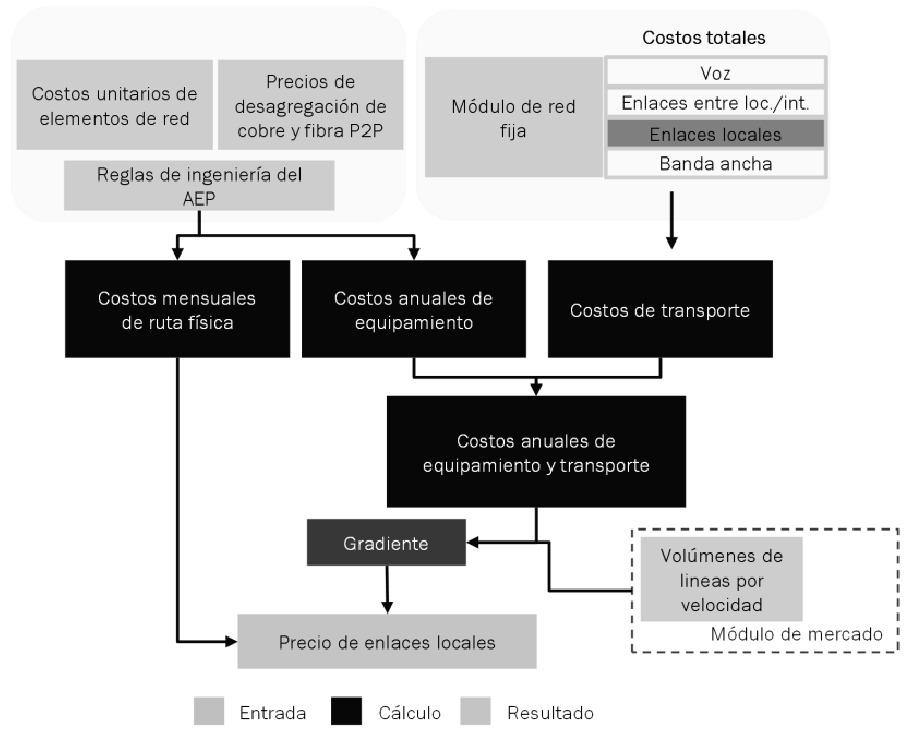 Costos totales
Costos unitarios de
elementos de red
Precios de
desagregación de
cobre y fibra P2P
Reglas de ingeniería del
AEP
Módulo de red
fija
Voz
Enlaces entre loc./int.
Enlaces locales
Banda ancha
Costos mensuales
de ruta física
Costos anuales de
equipamiento
Costos de transporte
Costos anuales de
equipamiento y transporte
Gradiente
Volúmenes de
lineas por
velocidad
Módulo de mercado
Precio de enlaces locales
Entrada
Cálculo
Resultado